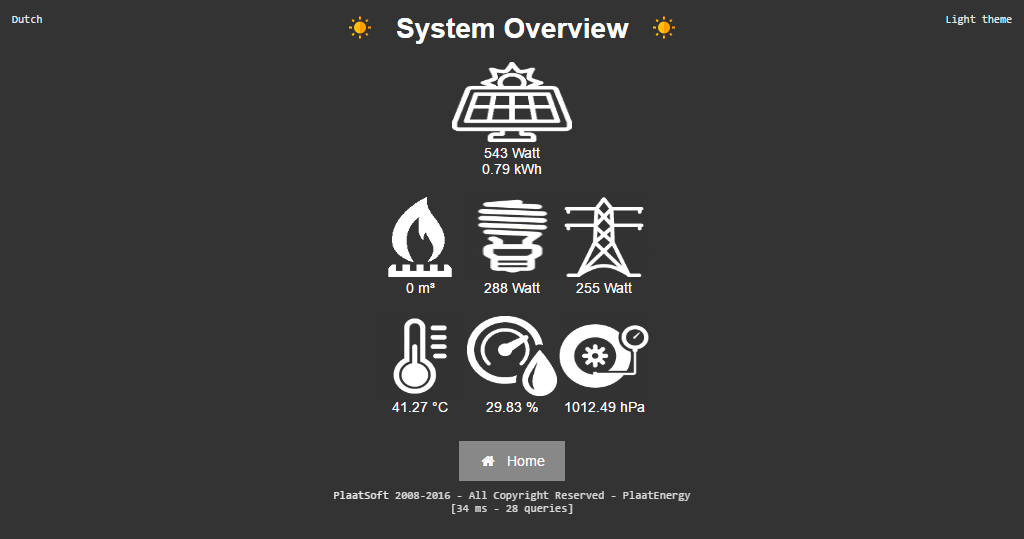 Dutch
System Overview
Light theme
543 Watt
0.79 kWh
0 m³
288 Watt
255 Watt
41.27 °C
29.83 %
1012.49 hPa
Home
PlaatSoft 2008-2016 - All Copyright Reserved - PlaatEnergy
[34 ms - 28 queries]